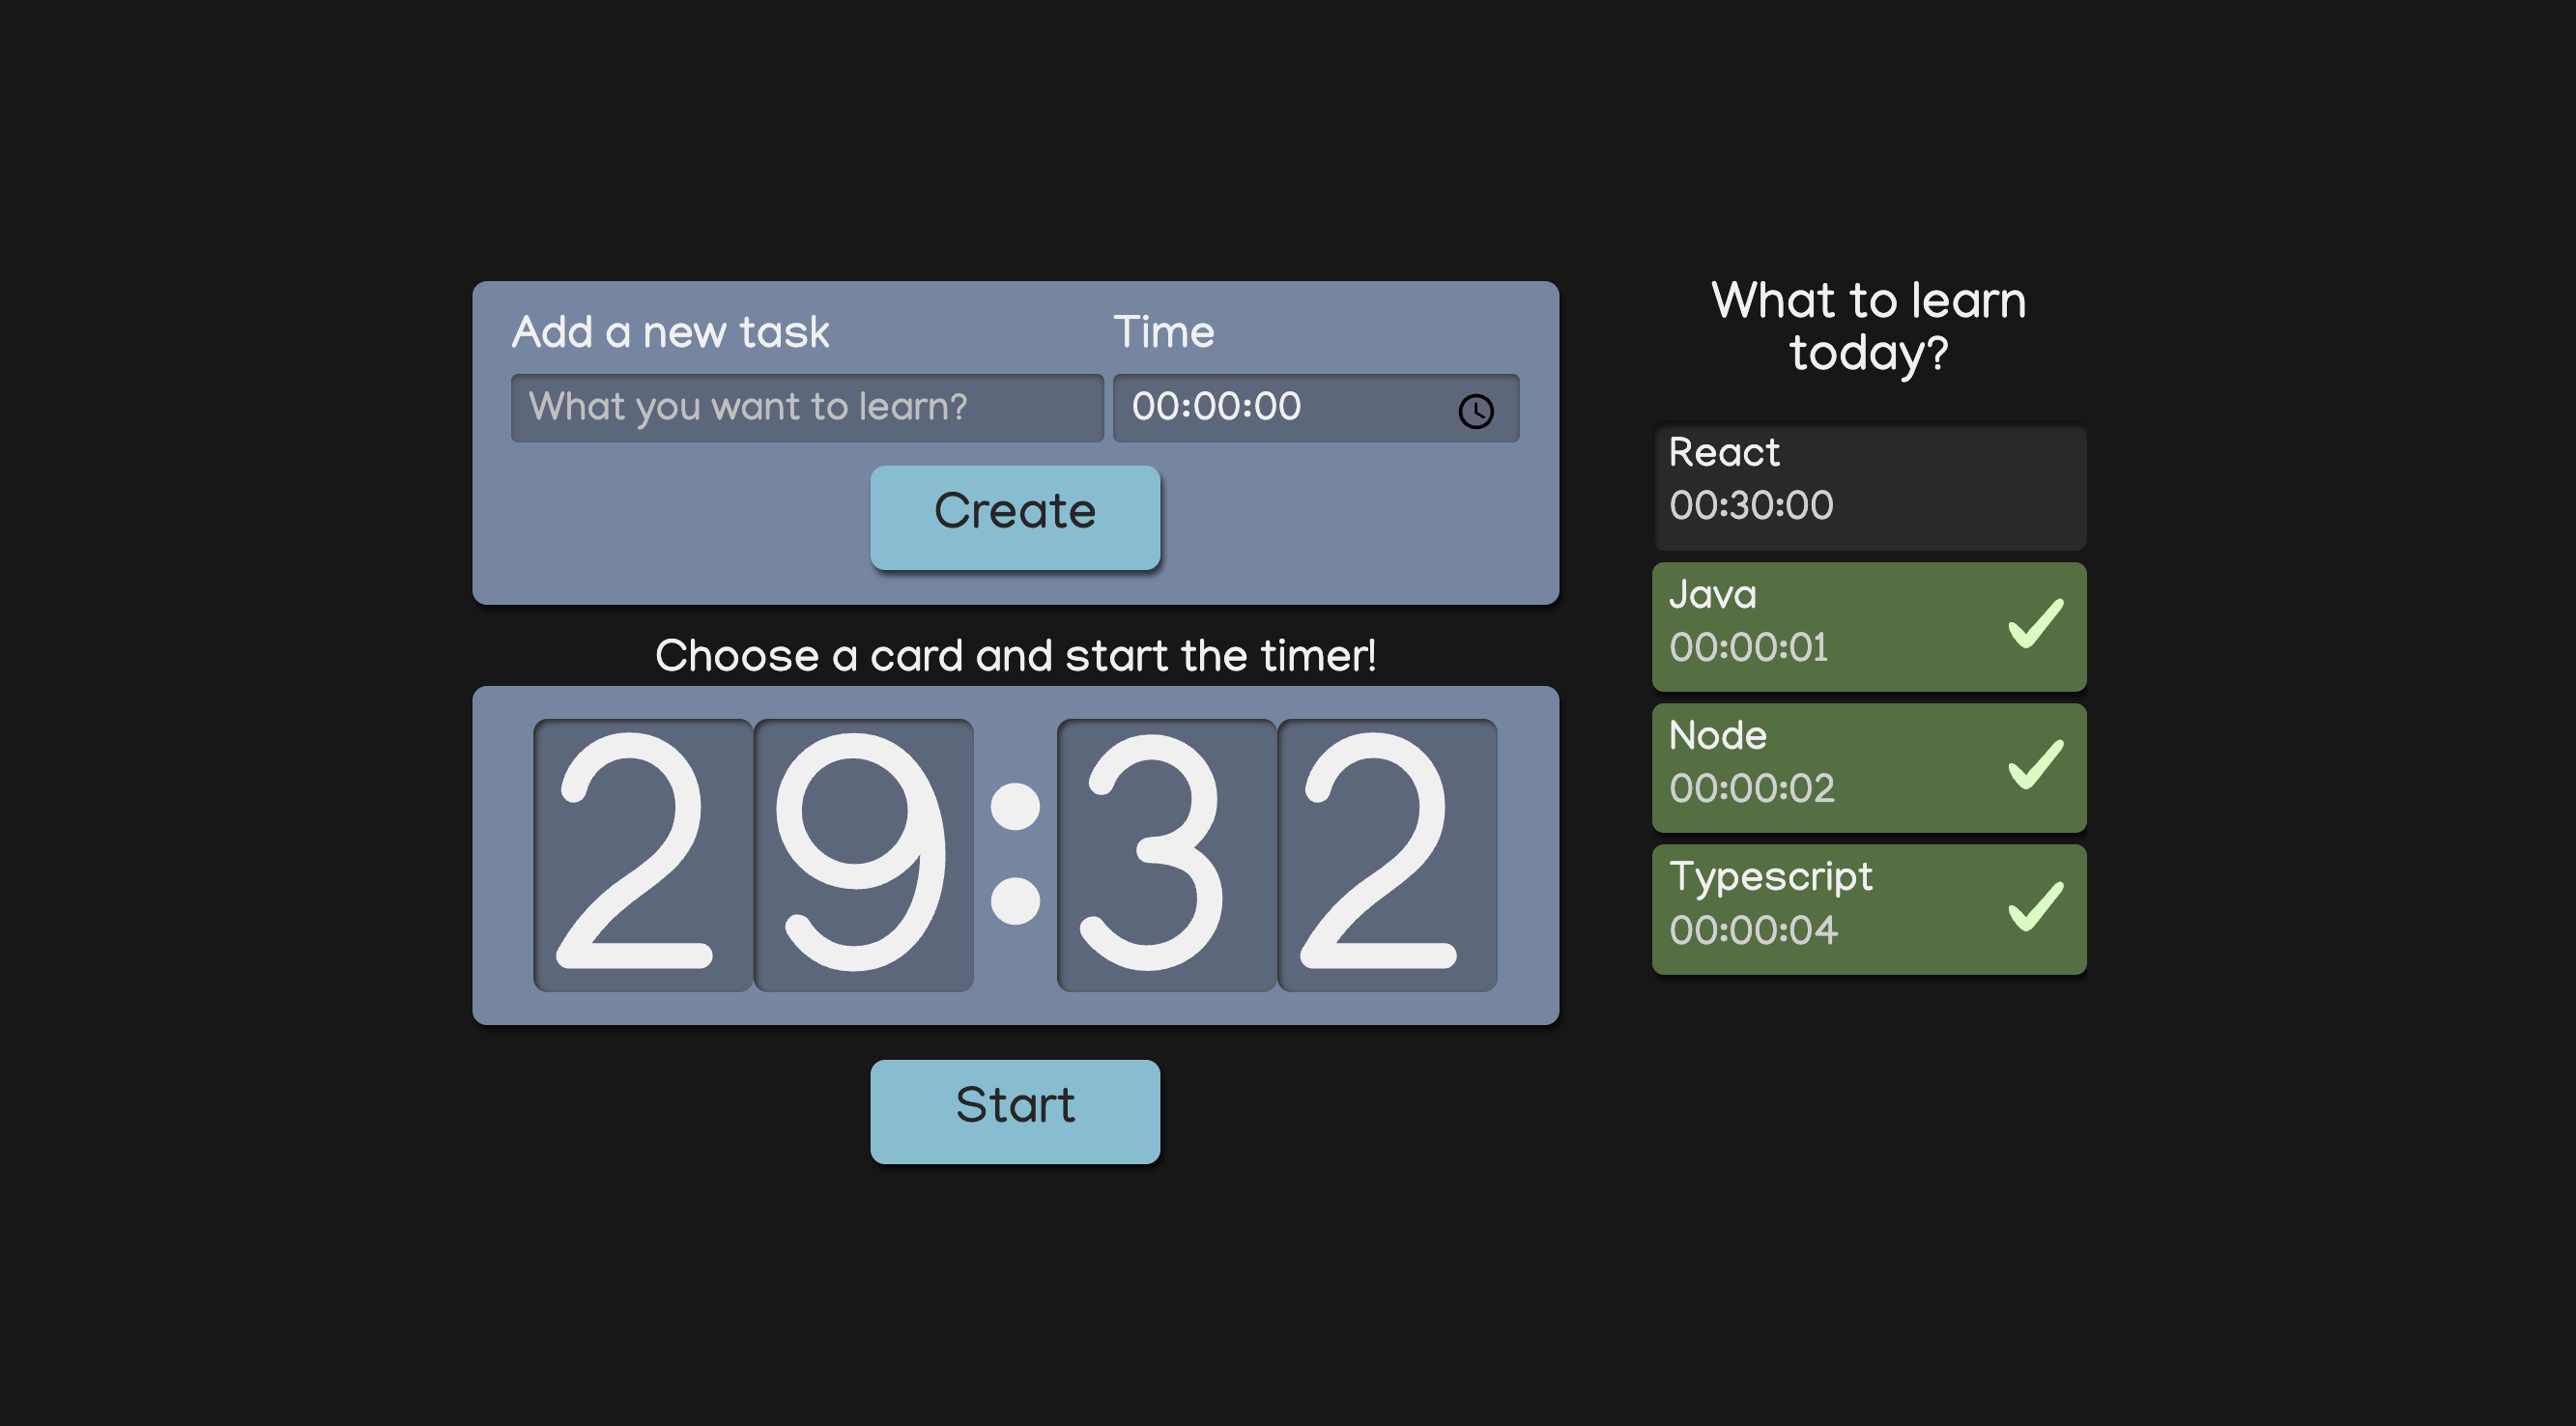 Add a new task
Time
What you want to learn?
00:00:00
Create
Choose a card and start the timer!
29:32
Start
What to learn
today?
React
00:30:00
Java
00:00:01
Node
00:00:02
Typescript
00:00:04